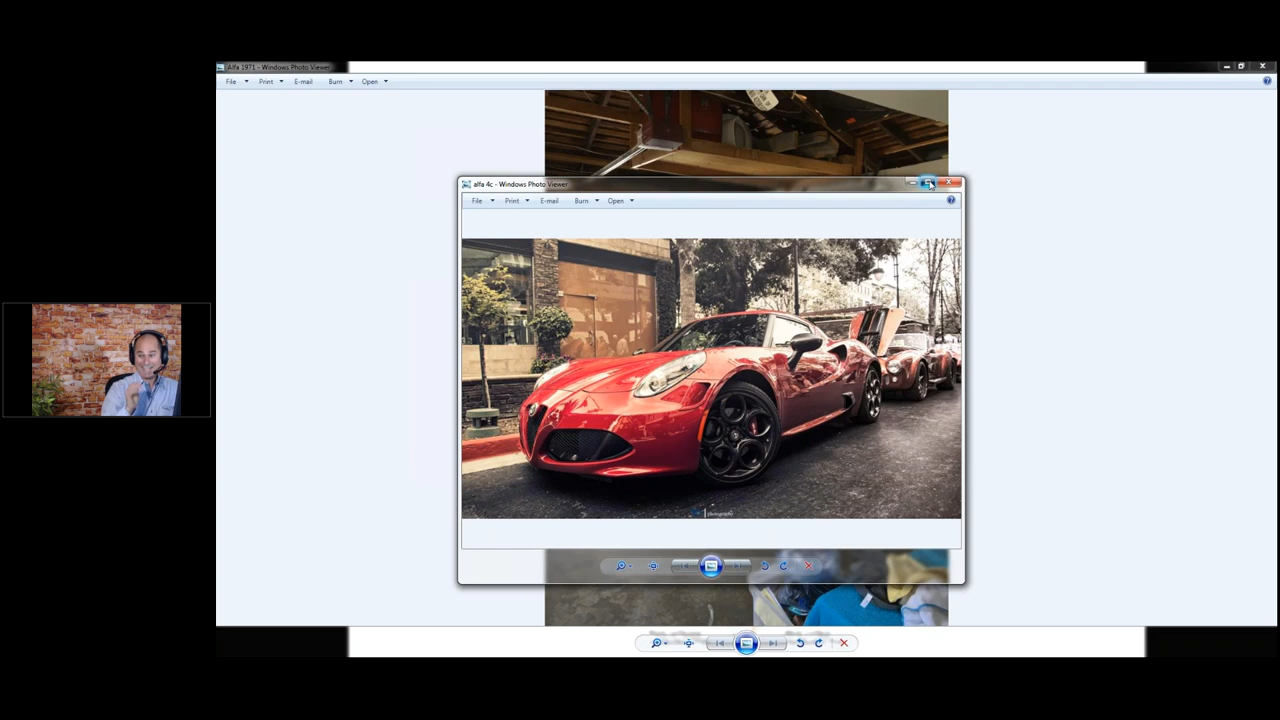 Alfa 1971 - Windows Photo Viewer
File Print E-mail Burn Open
alfa 4c - Windows Photo Viewer
File Print E-mail Burn Open
photography